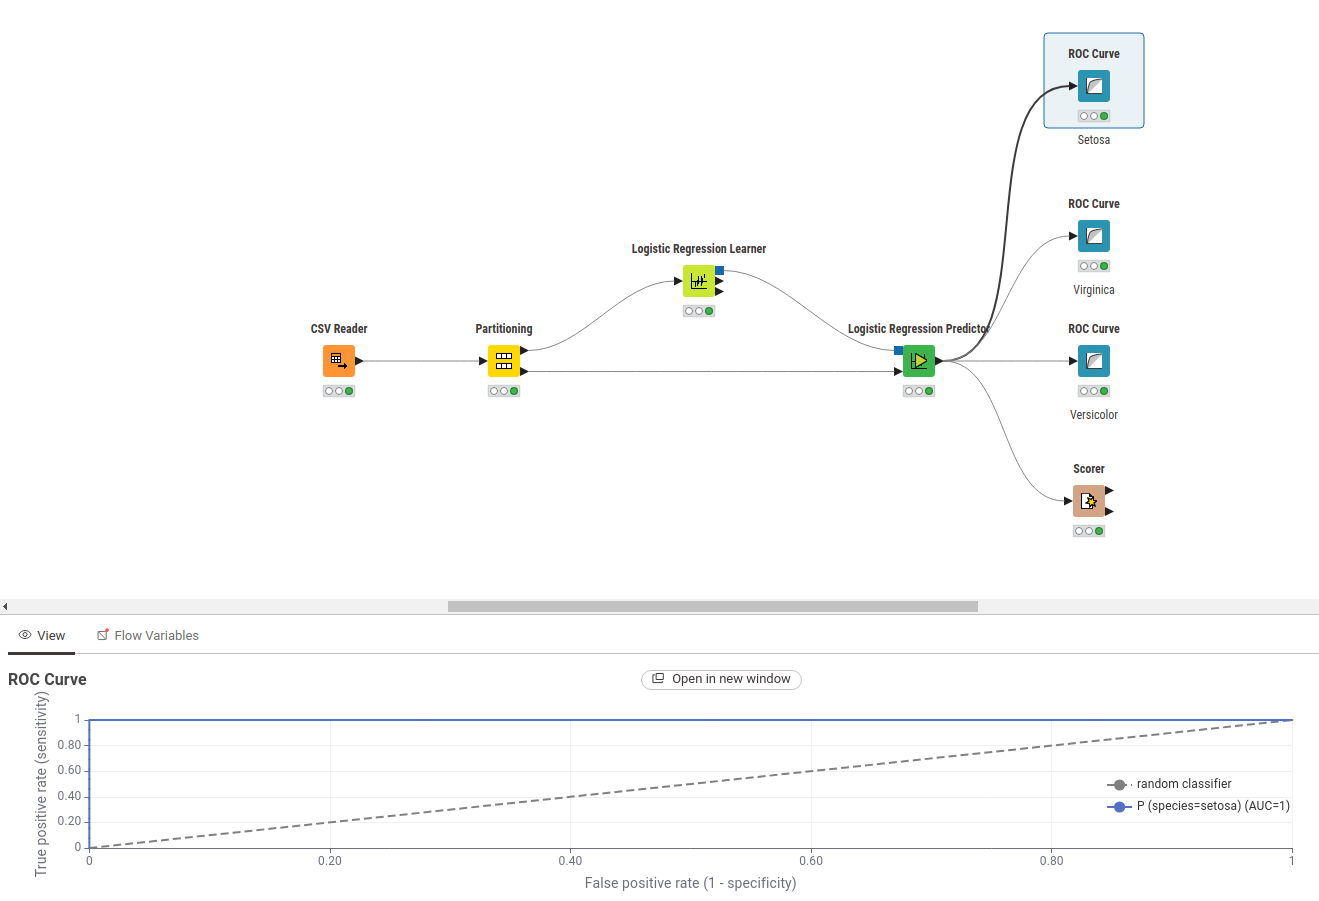 ROC Curve
Setosa
ROC Curve
Virginica
Logistic Regression Learner
CSV Reader
Partitioning
Logistic Regression Predictor
ROC Curve
Versicolor
Scorer
View
Flow Variables
ROC Curve
Open in new window
True positive rate (sensitivity)
1
0.80
0.60
0.40
0.20
0
random classifier
P (species=setosa) (AUC=1)
0
0.20
0.40
0.60
0.80
1
False positive rate (1 - specificity)